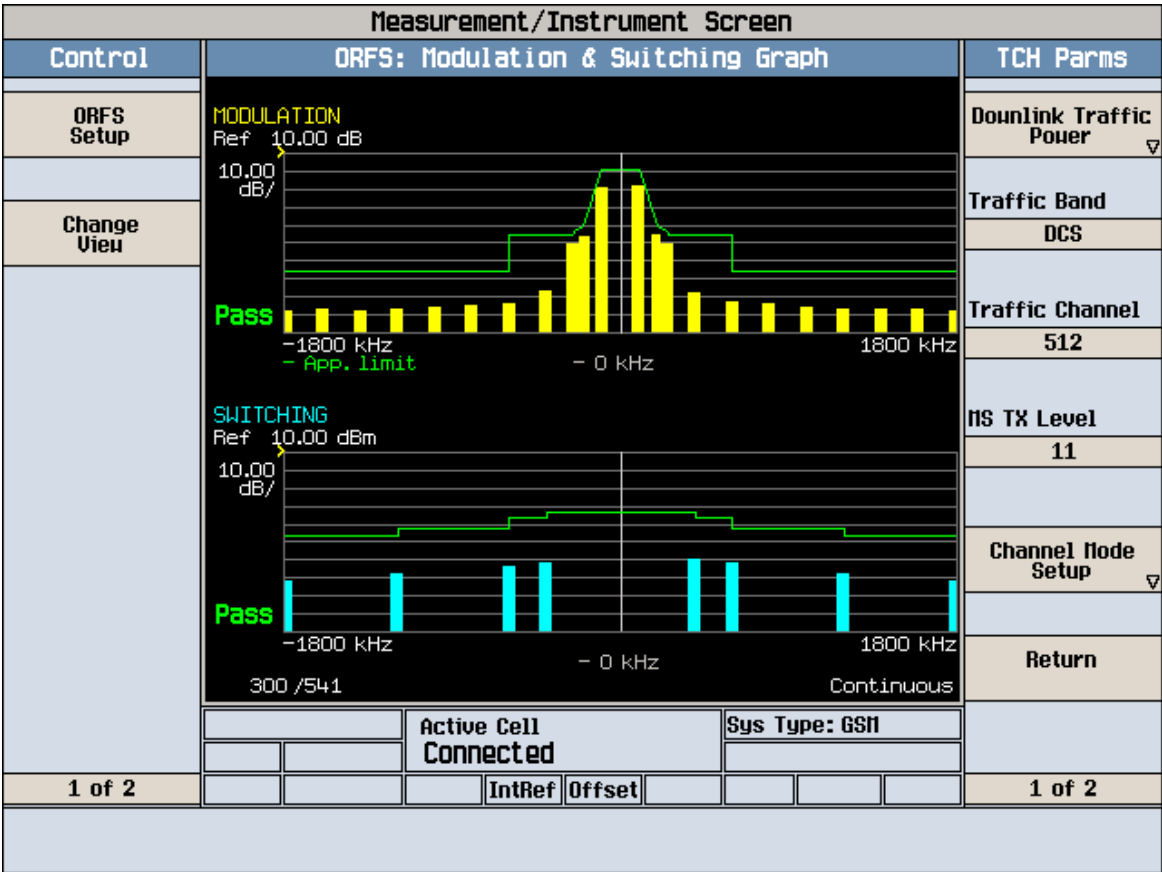 Measurement/Instrument Screen
Control
ORFS: Modulation & Switching Graph
TCH Parms
ORFS
Setup
Change
View
1 of 2
MODULATION
Ref 10.00 dB
10.00
dB/
Pass
-1800 kHz
1800 kHz
- App. limit
- 0 kHz
SWITCHING
Ref 10.00 dBm
10.00
dB/
Pass
-1800 kHz
1800 kHz
- 0 kHz
300 /541
Continuous
Active Cell
Connected
Sys Type: GSM
IntRef
Offset
Downlink Traffic
Power
Traffic Band
DCS
Traffic Channel
512
MS TX Level
11
Channel Mode
Setup
Return
1 of 2